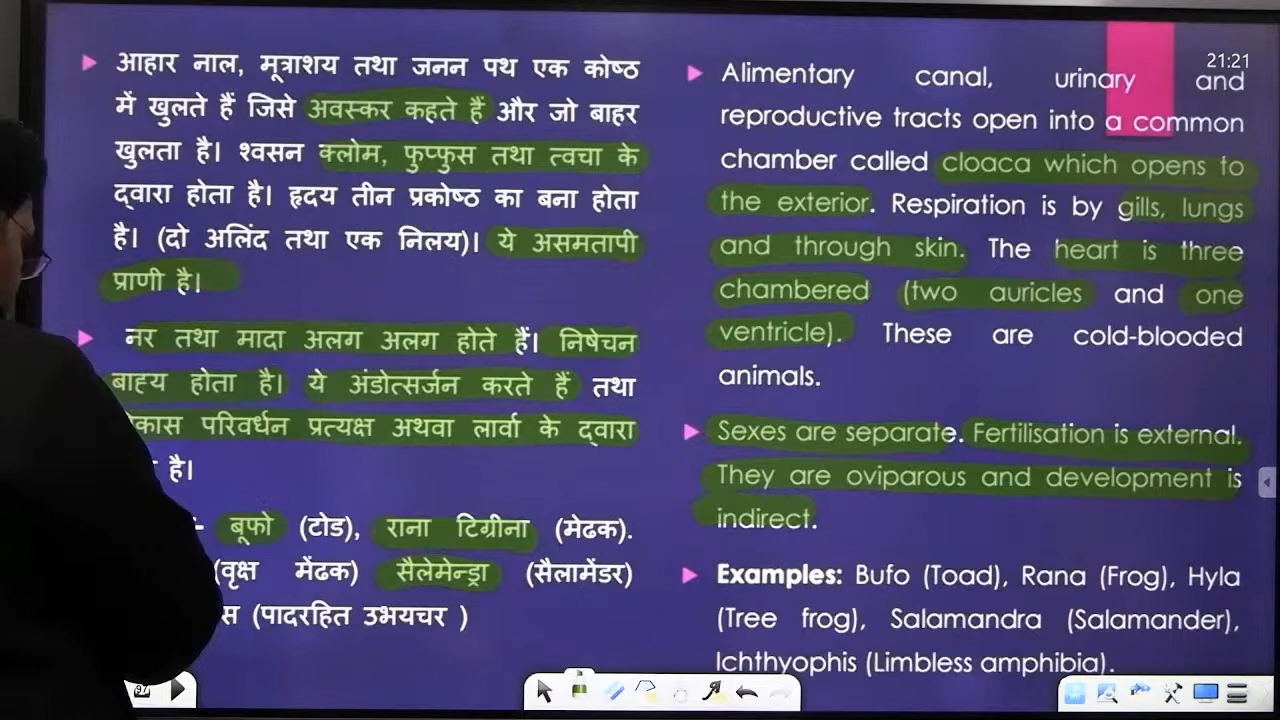 आहार नाल, मूत्राशय तथा जनन पथ एक कोष्ठ
में खुलते हैं जिसे अवस्कर कहते हैं और जो बाहर
खुलता है। श्वसन क्लोम, फुप्फुस तथा त्वचा के
द्वारा होता है। हृदय तीन प्रकोष्ठ का बना होता
है। (दो अलिंद तथा एक निलय)। ये असमतापी
प्राणी है।
नर तथा मादा अलग अलग होते हैं। निषेचन
बाह्य होता है। ये अंडोत्सर्जन करते हैं तथा
परिवर्धन प्रत्यक्ष अथवा लार्वा के द्वारा
है।
- बूफो (टोड), राना टिग्रीना (मेढक).
(वृक्ष मेंढक) सैलेमेन्ड्रा (सैलामेंडर)
(पादरहित उभयचर )
21:21
Alimentary canal, urinary and
reproductive tracts open into a common
chamber called cloaca which opens to
the exterior. Respiration is by gills, lungs
and through skin. The heart is three
chambered (two auricles and one
ventricle). These are cold-blooded
animals.
Sexes are separate. Fertilisation is external.
They are oviparous and development is
indirect.
Examples: Bufo (Toad), Rana (Frog), Hyla
(Tree frog), Salamandra (Salamander),
Ichthyophis (Limbless amphibia).